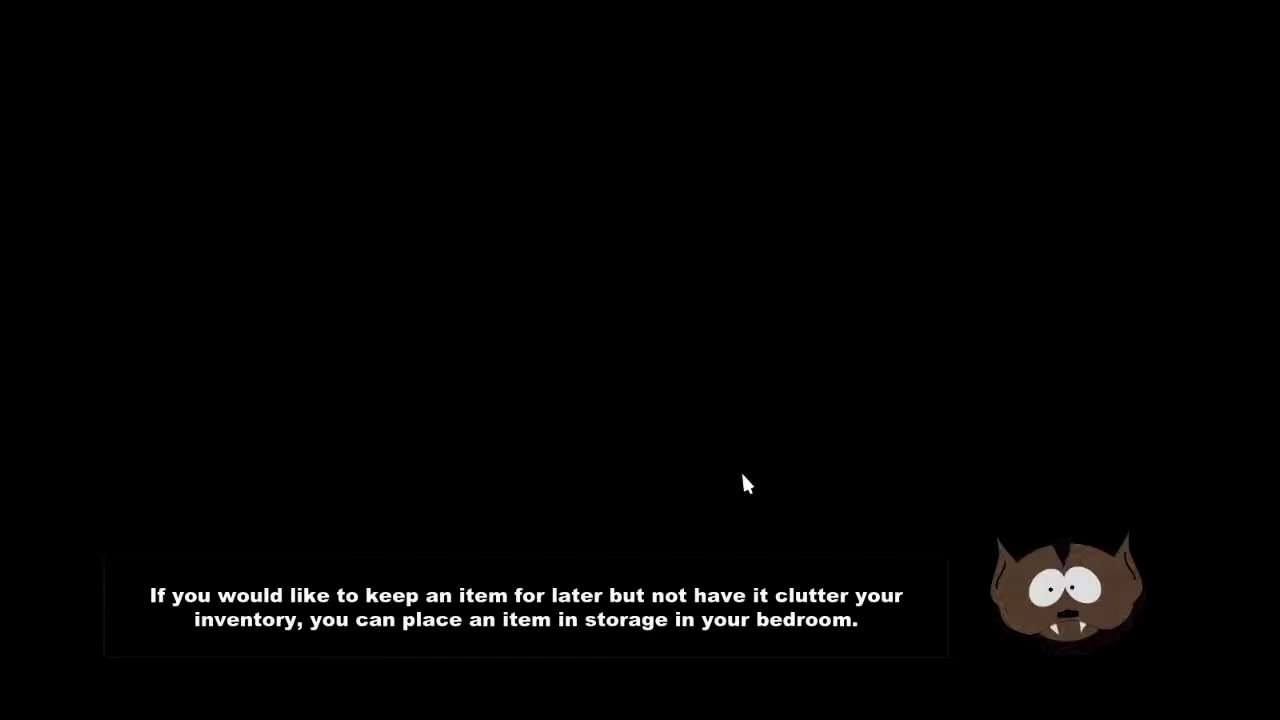 If you would like to keep an item for later but not have it clutter your
inventory, you can place an item in storage in your bedroom.